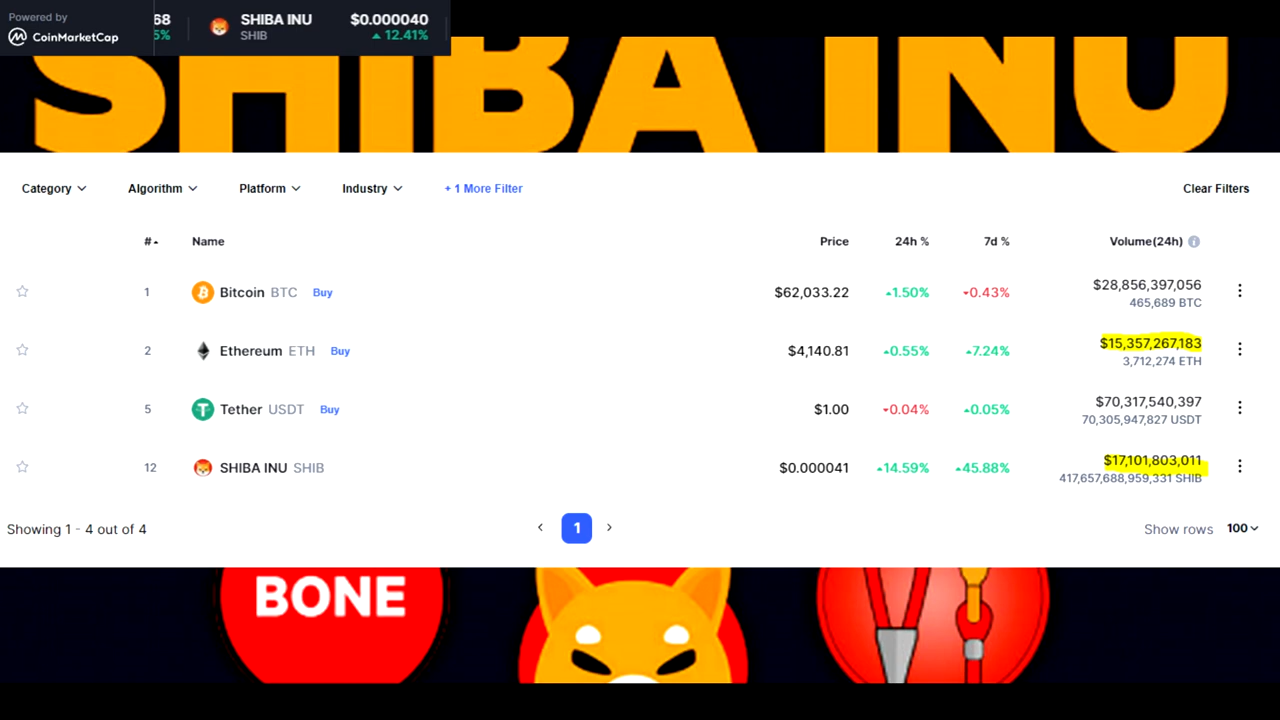 Powered by
CoinMarketCap
68
5%
SHIBA INU
SHIB
$0.000040
12.41%
SHIBA INU
Category
Algorithm
Platform
Industry
+ 1 More Filter
Clear Filters
# Name Price 24h % 7d % Volume(24h)
1 Bitcoin BTC Buy $62,033.22 1.50% 0.43% $28,856,397,056
465,689 BTC
2 Ethereum ETH Buy $4,140.81 0.55% 7.24% $15,357,267,183
3,712,274 ETH
5 Tether USDT Buy $1.00 0.04% 0.05% $70,317,540,397
70,305,947,827 USDT
12 SHIBA INU SHIB $0.000041 14.59% 45.88% $17,101,803,011
417,657,688,959,331 SHIB
Showing 1 - 4 out of 4
1
Show rows 100
BONE